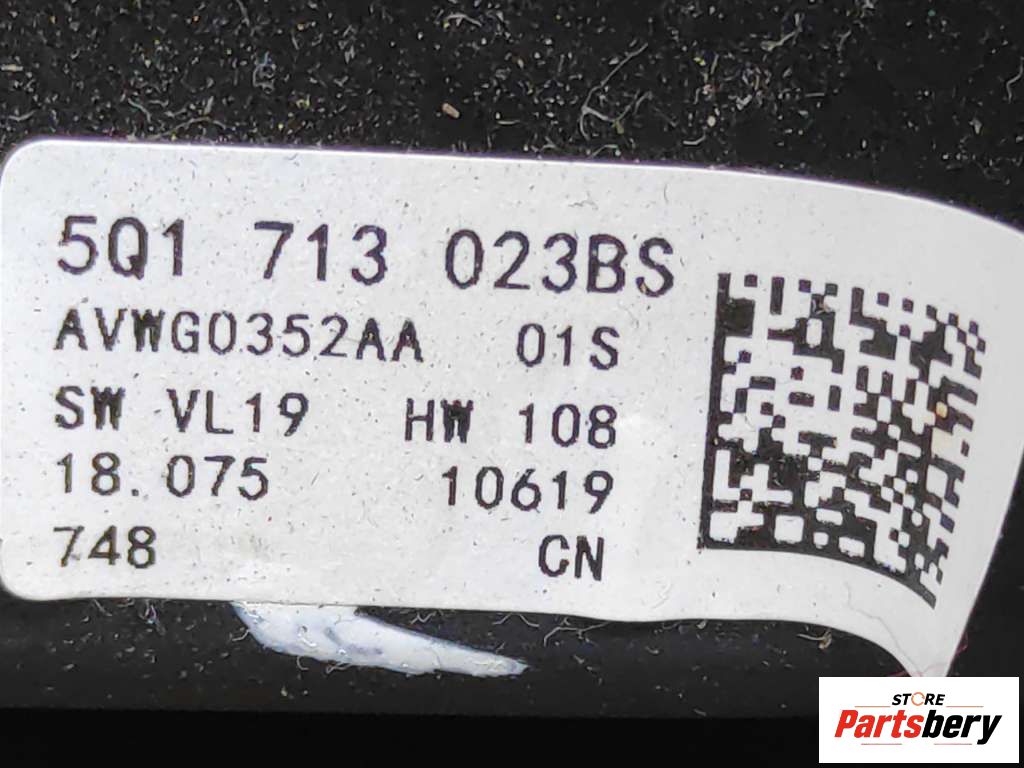 5Q1 713 023BS
AVWG0352AA 01S
SW VL19 HW 108
18.075 10619
748 CN
STORE
Partsbery